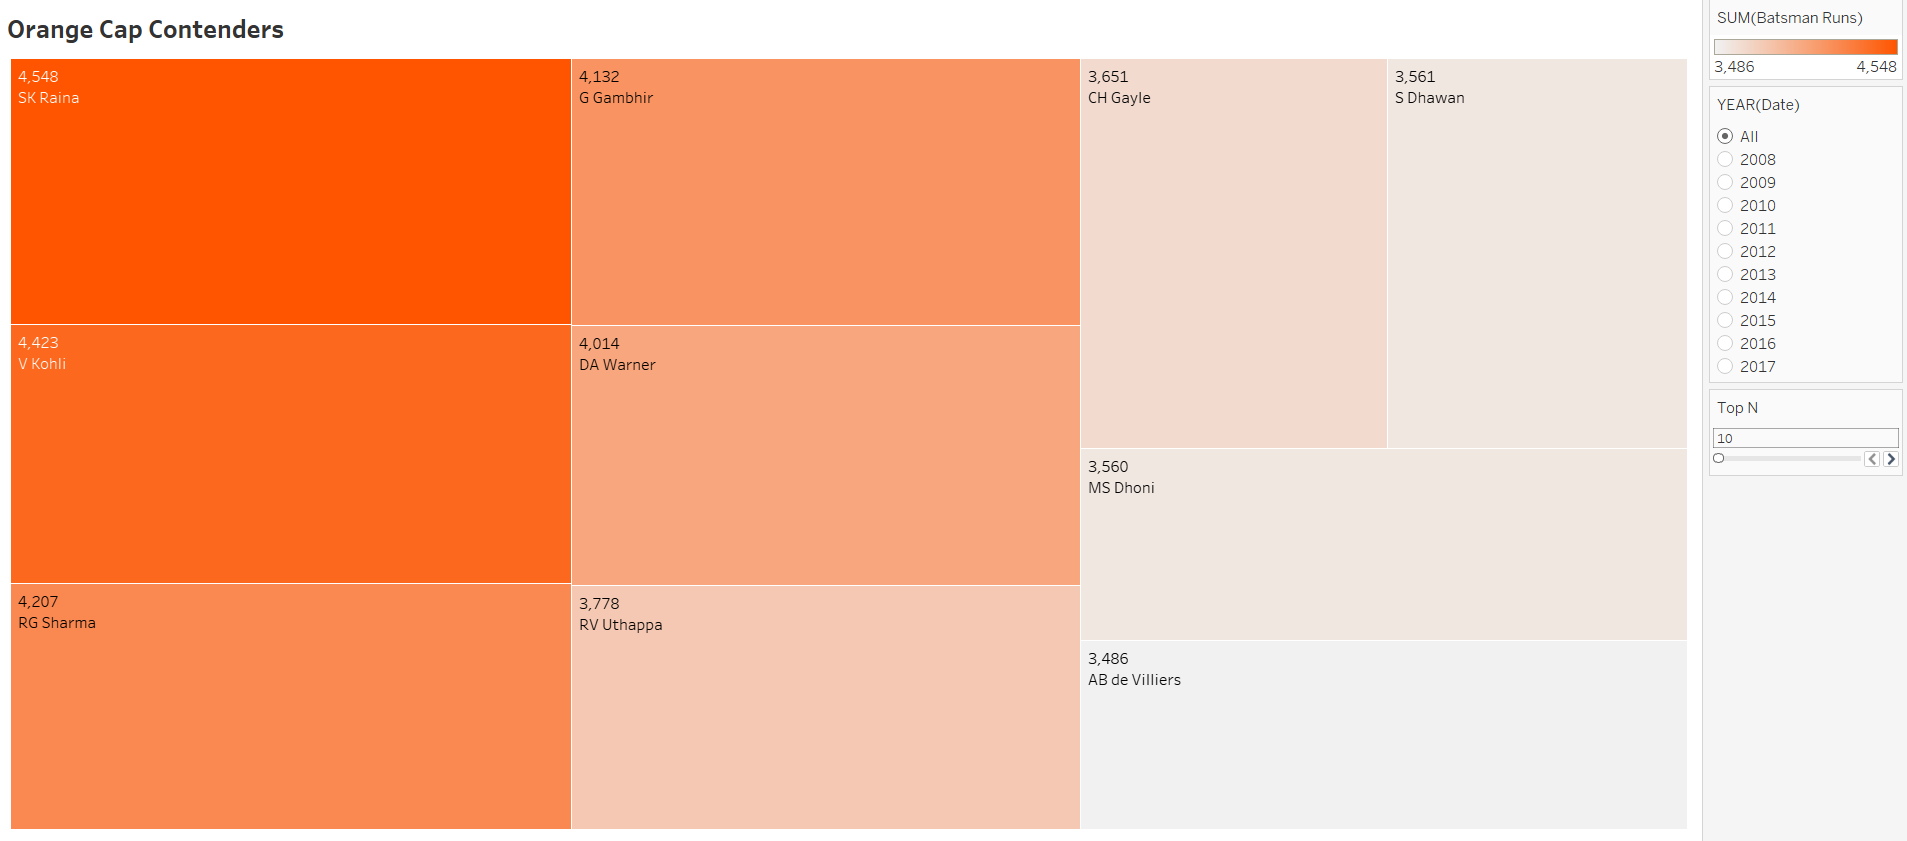 Orange Cap Contenders
4,548
SK Raina
4,423
V Kohli
4,207
RG Sharma
4,132
G Gambhir
4,014
DA Warner
3,778
RV Uthappa
3,651
CH Gayle
3,561
S Dhawan
3,560
MS Dhoni
3,486
AB de Villiers
SUM(Batsman Runs)
3,486 4,548
YEAR(Date)
All
2008
2009
2010
2011
2012
2013
2014
2015
2016
2017
Top N
10